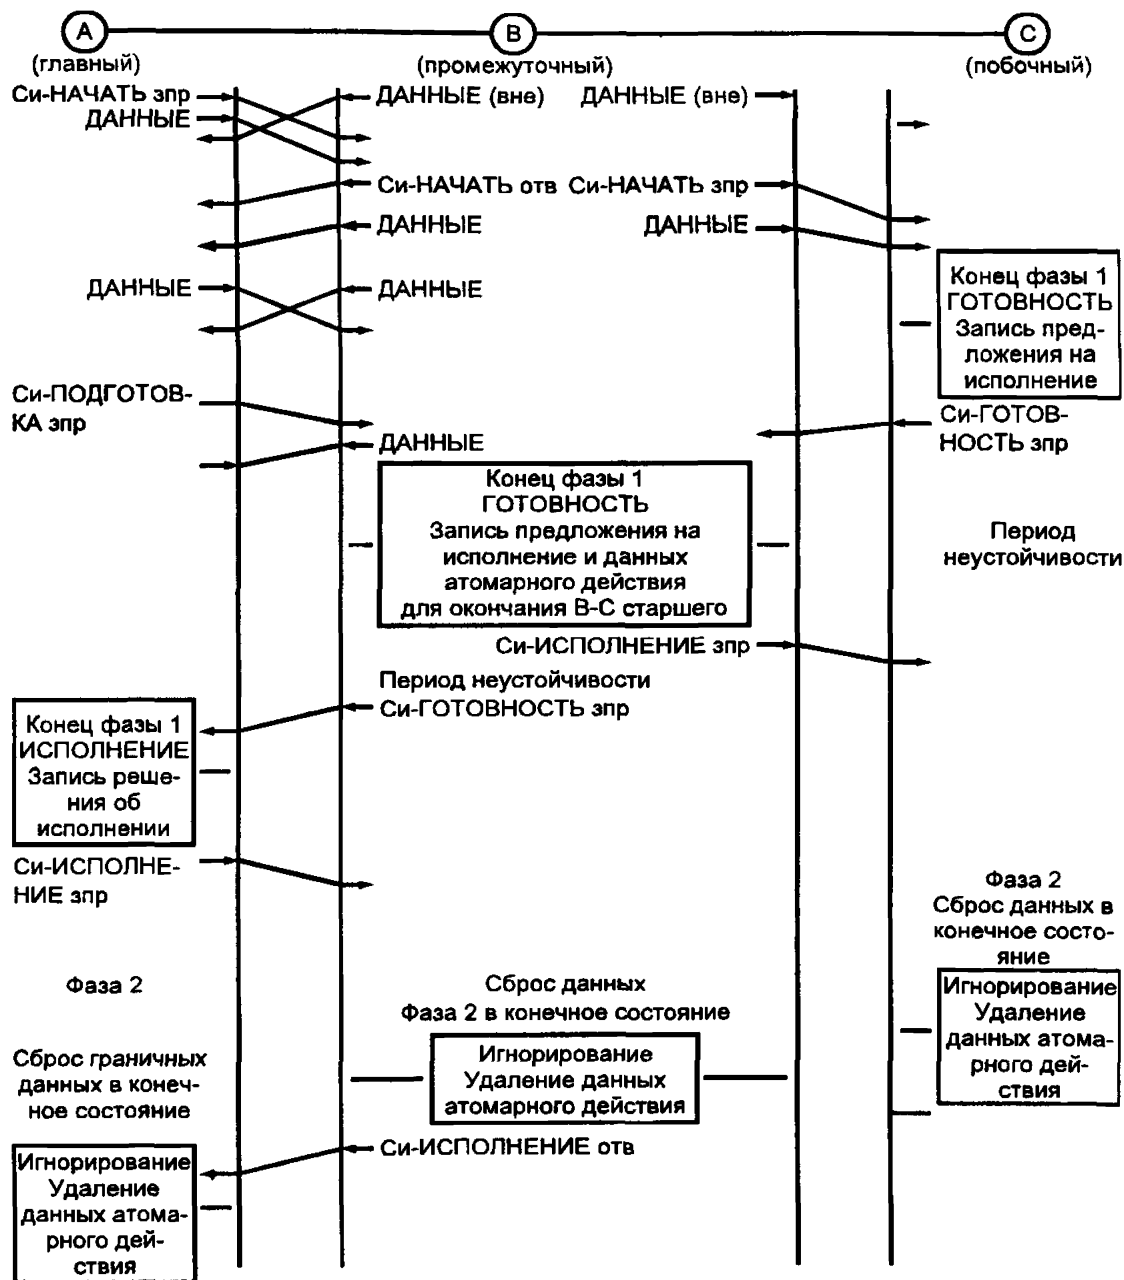 A
B
C
(главный)
(промежуточный)
(побочный)
Си-НАЧАТЬ зпр
ДАННЫЕ (вне)
ДАННЫЕ (вне)
ДАННЫЕ
Си-НАЧАТЬ отв
Си-НАЧАТЬ зпр
ДАННЫЕ
ДАННЫЕ
Конец фазы 1
ГОТОВНОСТЬ
Запись пред-
ложения на
исполнение
ДАННЫЕ
ДАННЫЕ
Си-ПОДГОТОВ-
КА зпр
Си-ГОТОВ-
НОСТЬ зпр
ДАННЫЕ
Конец фазы 1
ГОТОВНОСТЬ
Запись предложения на
исполнение и данных
атомарного действия
для окончания В-С старшего
Период
неустойчивости
Си-ИСПОЛНЕНИЕ зпр
Период неустойчивости
Си-ГОТОВНОСТЬ зпр
Конец фазы 1
ИСПОЛНЕНИЕ
Запись реше-
ния об
исполнении
Си-ИСПОЛНЕ-
НИЕ зпр
Фаза 2
Сброс данных в
конечное состо-
яние
Фаза 2
Сброс данных
Фаза 2 в конечное состояние
Игнорирование
Удаление
данных атома-
рного дей-
ствия
Сброс граничных
данных в конеч-
ное состояние
Игнорирование
Удаление данных
атомарного действия
Си-ИСПОЛНЕНИЕ отв
Игнорирование
Удаление
данных атома-
рного дей-
ствия